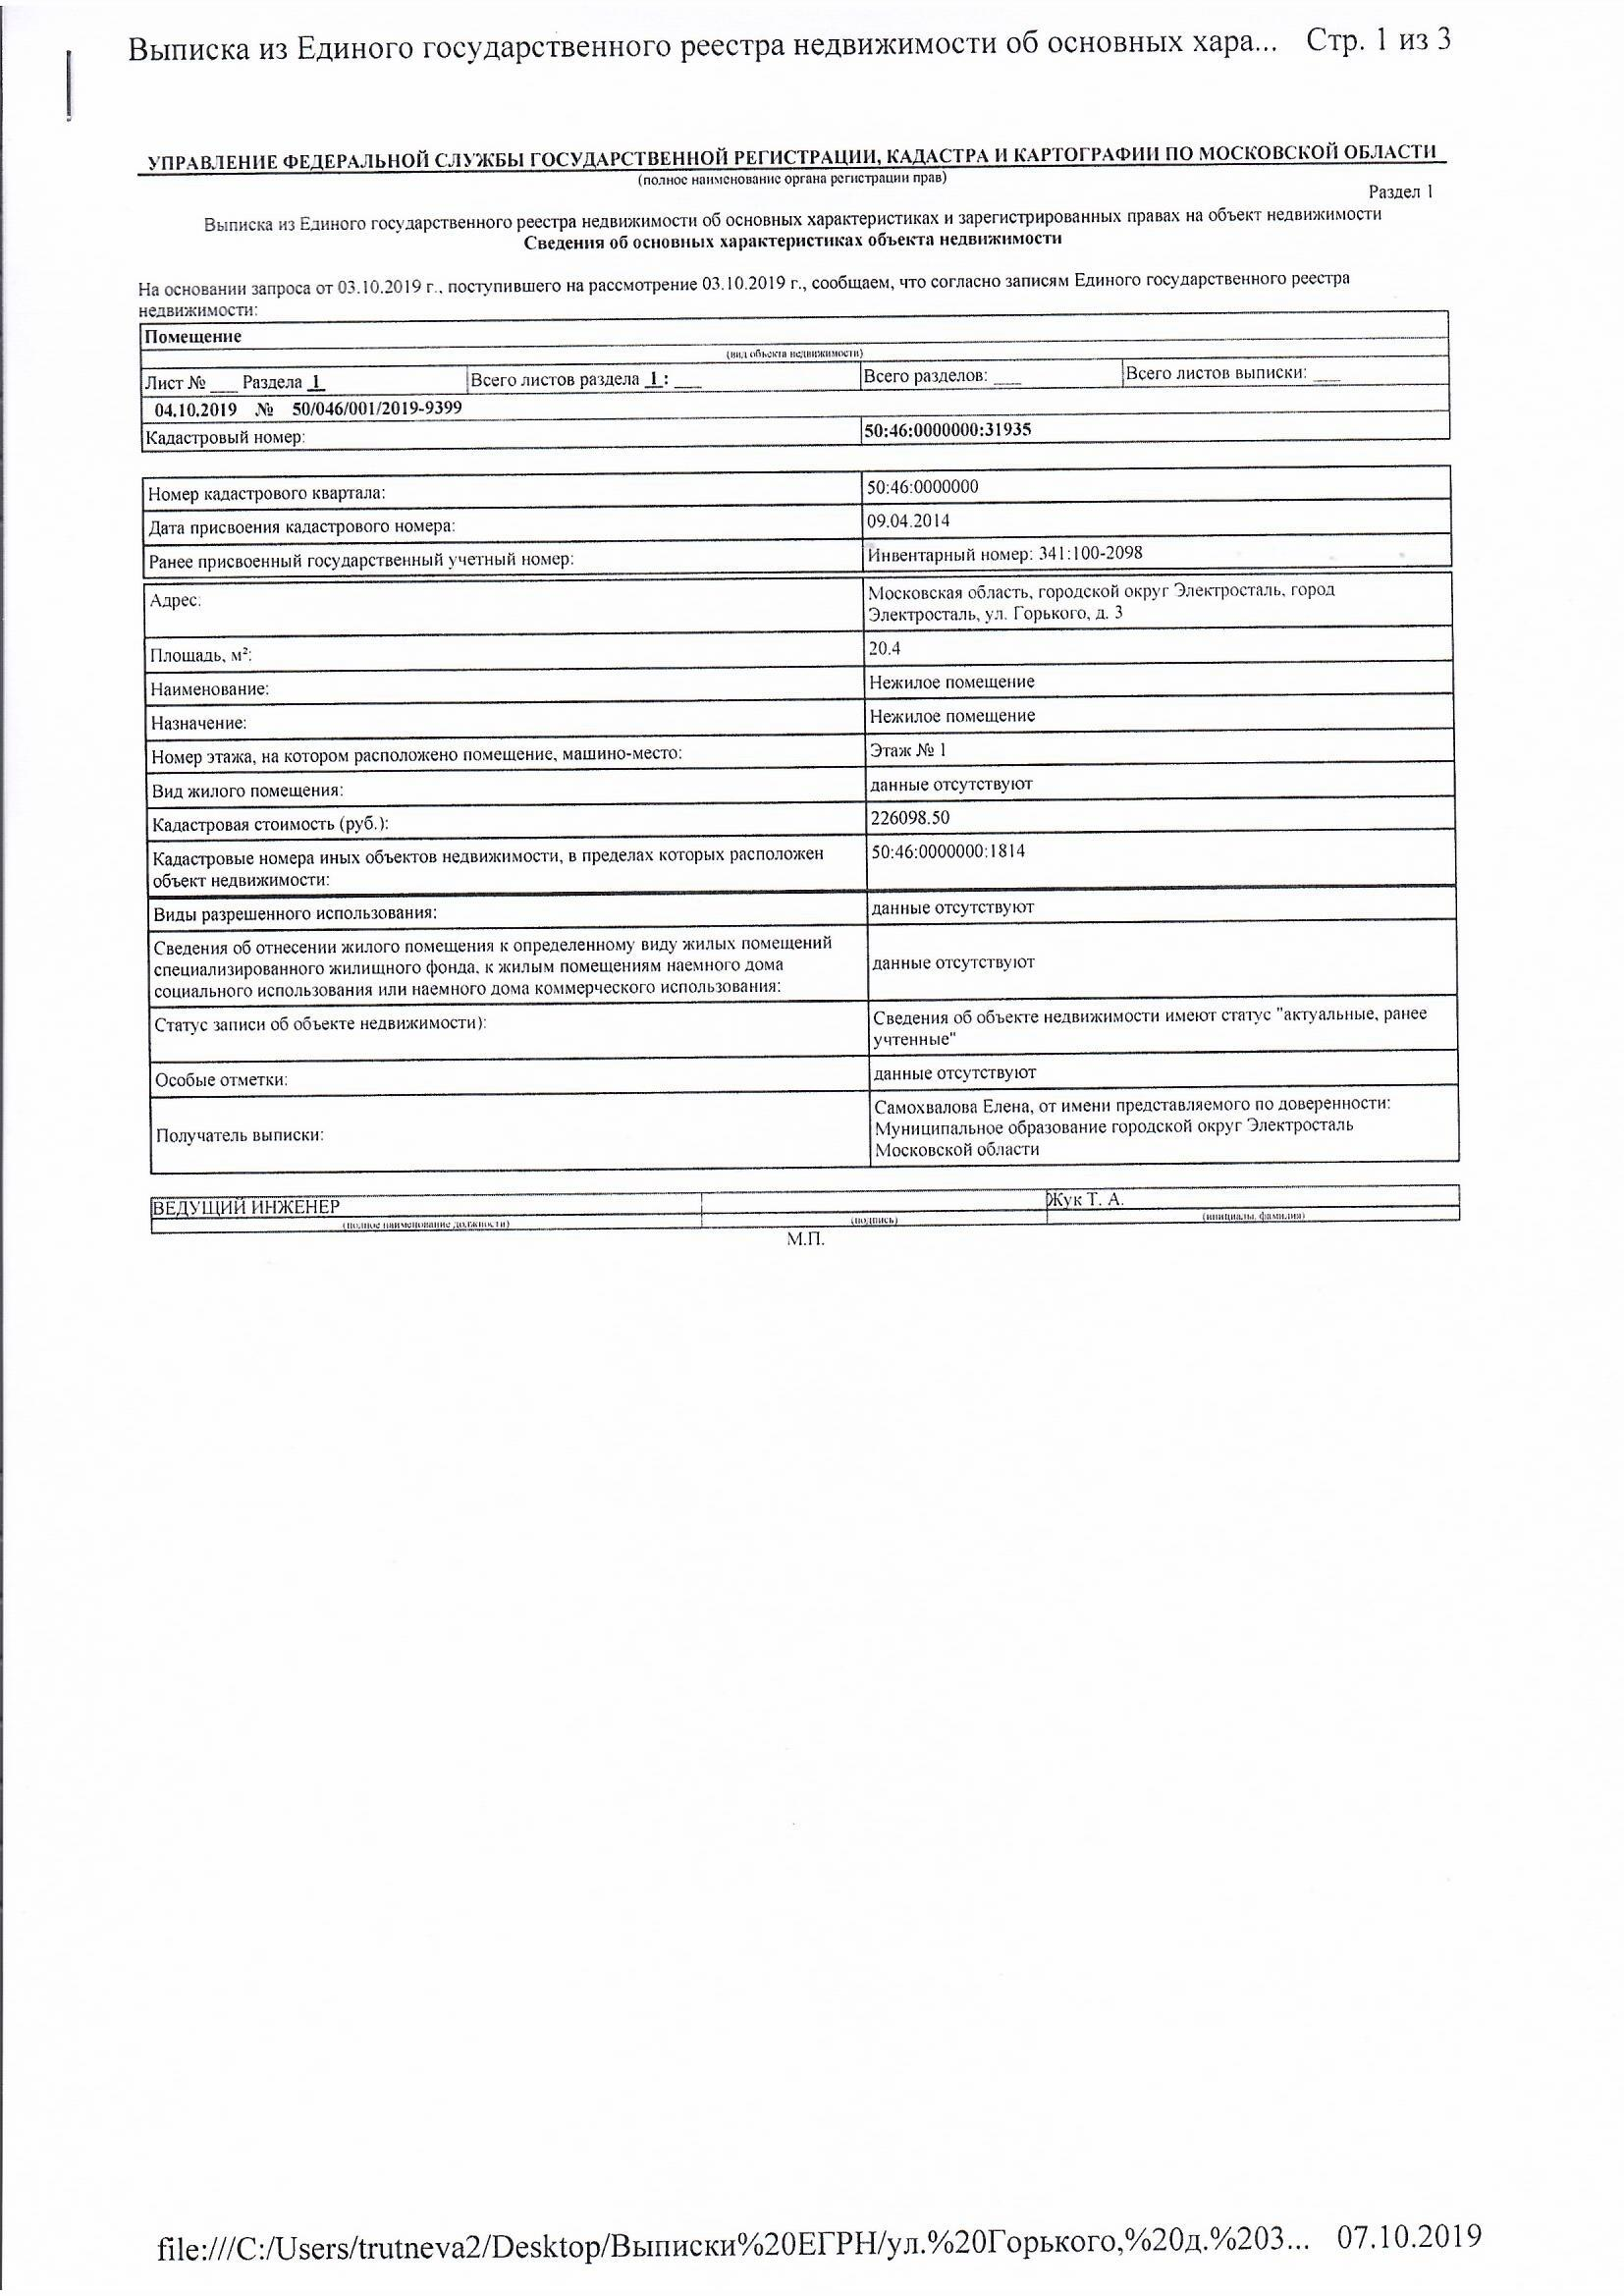 Выписка из Единого государственного реестра недвижимости об основных хара... Стр. 1 из 3
УПРАВЛЕНИЕ ФЕДЕРАЛЬНОЙ СЛУЖБЫ ГОСУДАРСТВЕННОЙ РЕГИСТРАЦИИ, КАДАСТРА И КАРТОГРАФИИ ПО МОСКОВСКОЙ ОБЛАСТИ
(полное наименование органа регистрации прав)
Раздел 1
Выписка из Единого государственного реестра недвижимости об основных характеристиках и зарегистрированных правах на объект недвижимости
Сведения об основных характеристиках объекта недвижимости
На основании запроса от 03.10.2019 г., поступившего на рассмотрение 03.10.2019 г., сообщаем, что согласно записям Единого государственного реестра
недвижимости:
Помещение
(вид объекта недвижимости)
Лист № ___ Раздела 1 Всего листов раздела 1 : ___ Всего разделов: ___ Всего листов выписки: ___
04.10.2019 № 50/046/001/2019-9399
Кадастровый номер: 50:46:0000000:31935
Номер кадастрового квартала: 50:46:0000000
Дата присвоения кадастрового номера: 09.04.2014
Ранее присвоенный государственный учетный номер: Инвентарный номер: 341:100-2098
Адрес: Московская область, городской округ Электросталь, город
Электросталь, ул. Горького, д. 3
Площадь, м²: 20.4
Наименование: Нежилое помещение
Назначение: Нежилое помещение
Номер этажа, на котором расположено помещение, машино-место: Этаж № 1
Вид жилого помещения: данные отсутствуют
Кадастровая стоимость (руб.): 226098.50
Кадастровые номера иных объектов недвижимости, в пределах которых расположен 50:46:0000000:1814
объект недвижимости:
Виды разрешенного использования: данные отсутствуют
Сведения об отнесении жилого помещения к определенному виду жилых помещений
специализированного жилищного фонда, к жилым помещениям наемного дома данные отсутствуют
социального использования или наемного дома коммерческого использования:
Статус записи об объекте недвижимости): Сведения об объекте недвижимости имеют статус "актуальные, ранее
учтенные"
Особые отметки: данные отсутствуют
Получатель выписки: Самохвалова Елена, от имени представляемого по доверенности:
Муниципальное образование городской округ Электросталь
Московской области
ВЕДУЩИЙ ИНЖЕНЕР Жук Т. А.
(полное наименование должности) (подпись) (инициалы, фамилия)
М.П.
file:///C:/Users/trutneva2/Desktop/Выписки%20ЕГРН/ул.%20Горького,%20д.%203... 07.10.2019